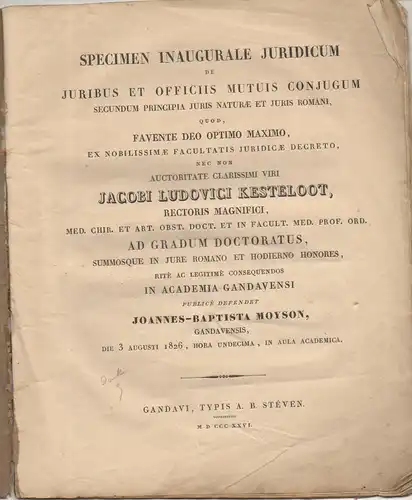 SPECIMEN INAUGURALE JURIDICUM
DE
JURIBUS ET OFFICIIS MUTUIS CONJUGUM
SECUNDUM PRINCIPIA JURIS NATURÆ ET JURIS ROMANI,
QUOD,
FAVENTE DEO OPTIMO MAXIMO,
EX NOBILISSIMÆ FACULTATIS JURIDICÆ DECRETO,
NEC NON
AUCTORITATE CLARISSIMI VIRI
JACOBI LUDOVICI KESTELOOT,
RECTORIS MAGNIFICI,
MED. CHIR. ET ART. OBST. DOCT. ET IN FACULT. MED. PROF. ORD.
AD GRADUM DOCTORATUS,
SUMMOSQUE IN JURE ROMANO ET HODIERNO HONORES,
RITÈ AC LEGITIMÈ CONSEQUENDOS
IN ACADEMIA GANDAVENSI
PUBLICÈ DEFENDET
JOANNES-BAPTISTA MOYSON,
GANDAVENSIS,
DIE 3 AUGUSTI 1826, HORA UNDECIMA, IN AULA ACADEMICA.
GANDAVI, TYPIS A. B. STÉVEN.
M D CCC XXVI.